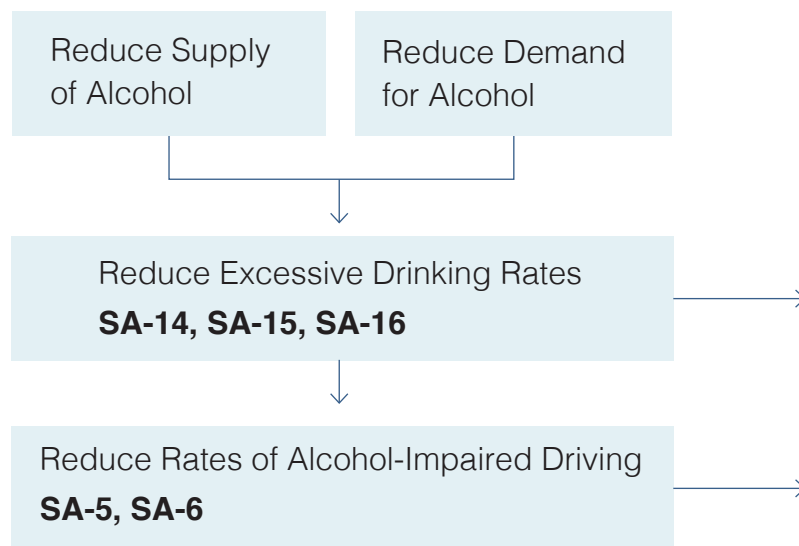 Reduce Supply
of Alcohol
Reduce Demand
for Alcohol
Reduce Excessive Drinking Rates
SA-14, SA-15, SA-16
Reduce Rates of Alcohol-Impaired Driving
SA-5, SA-6